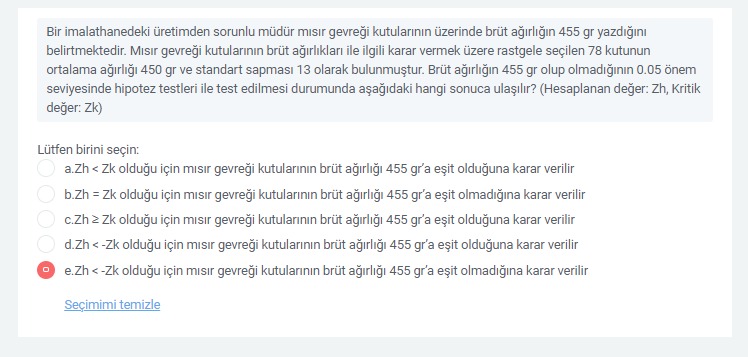 Bir imalathanedeki üretimden sorunlu müdür mısır gevreği kutularının üzerinde brüt ağırlığın 455 gr yazdığını
belirtmektedir. Mısır gevreği kutularının brüt ağırlıkları ile ilgili karar vermek üzere rastgele seçilen 78 kutunun
ortalama ağırlığı 450 gr ve standart sapması 13 olarak bulunmuştur. Brüt ağırlığın 455 gr olup olmadığının 0.05 önem
seviyesinde hipotez testleri ile test edilmesi durumunda aşağıdaki hangi sonuca ulaşılır? (Hesaplanan değer: Zh, Kritik
değer: Zk)
Lütfen birini seçin:
a.Zh < Zk olduğu için mısır gevreği kutularının brüt ağırlığı 455 gr’a eşit olduğuna karar verilir
b.Zh = Zk olduğu için mısır gevreği kutularının brüt ağırlığı 455 gr’a eşit olmadığına karar verilir
c.Zh ≥ Zk olduğu için mısır gevreği kutularının brüt ağırlığı 455 gr’a eşit olduğuna karar verilir
d.Zh < -Zk olduğu için mısır gevreği kutularının brüt ağırlığı 455 gr’a eşit olduğuna karar verilir
e.Zh < -Zk olduğu için mısır gevreği kutularının brüt ağırlığı 455 gr’a eşit olmadığına karar verilir
Seçimimi temizle